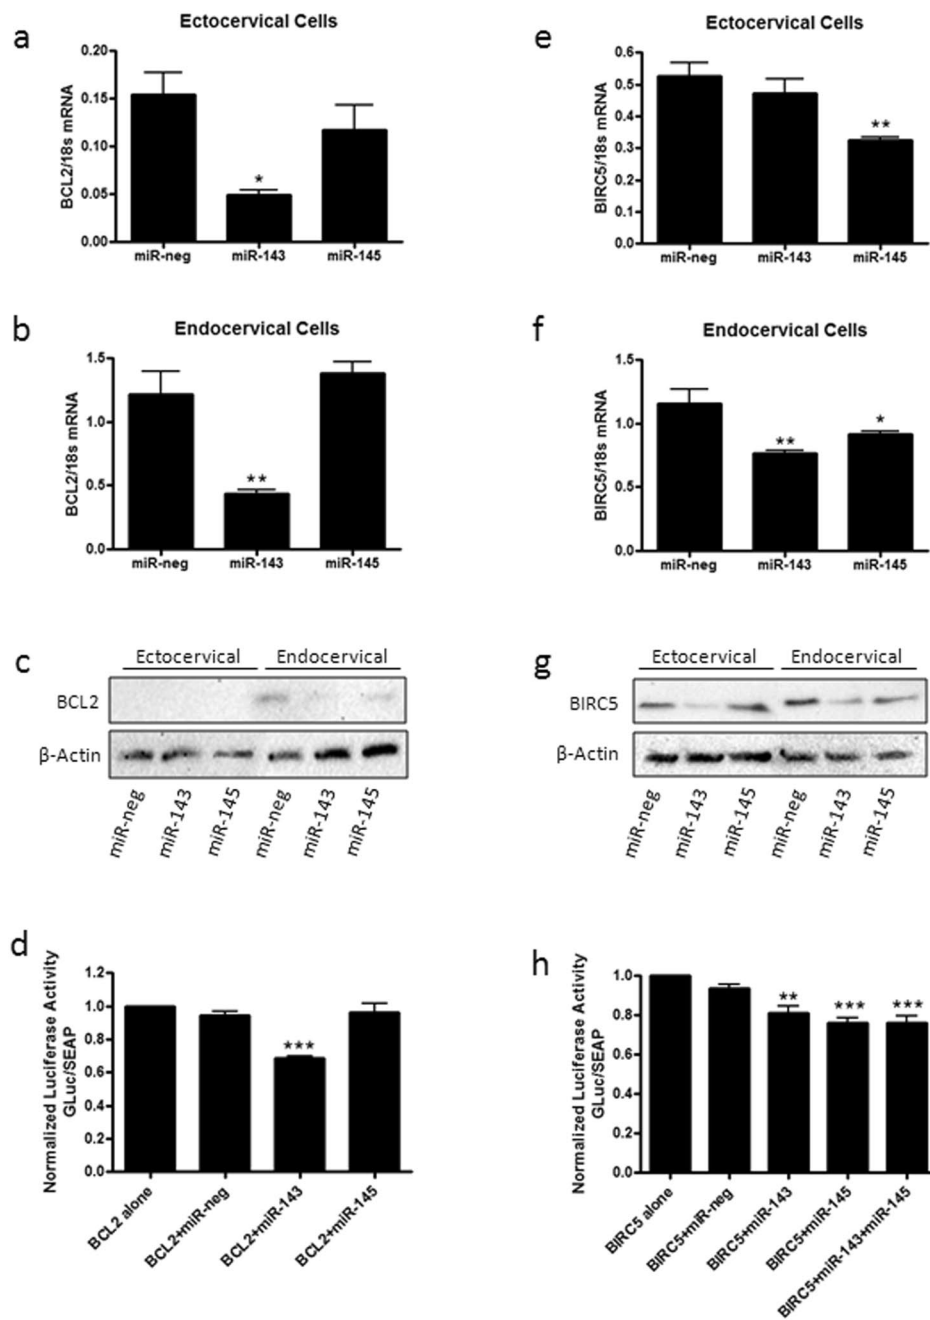 a
Ectocervical Cells
BCL2/18s mRNA
0.20
0.15
0.10
0.05
0.00
*
miR-neg miR-143 miR-145
b
Endocervical Cells
BCL2/18s mRNA
1.5
1.0
0.5
0.0
**
miR-neg miR-143 miR-145
c
Ectocervical Endocervical
BCL2
β-Actin
miR-neg miR-143 miR-145 miR-neg miR-143 miR-145
d
Normalized Luciferase Activity
GLuc/SEAP
1.2
1.0
0.8
0.6
0.4
0.2
0.0
***
BCL2 alone
BCL2+miR-neg
BCL2+miR-143
BCL2+miR-145
e
Ectocervical Cells
BIRC5/18s mRNA
0.6
0.5
0.4
0.3
0.2
0.1
0.0
**
miR-neg miR-143 miR-145
f
Endocervical Cells
BIRC5/18s mRNA
1.5
1.0
0.5
0.0
** *
miR-neg miR-143 miR-145
g
Ectocervical Endocervical
BIRC5
β-Actin
miR-neg miR-143 miR-145 miR-neg miR-143 miR-145
h
Normalized Luciferase Activity
GLuc/SEAP
1.0
0.8
0.6
0.4
0.2
0.0
** *** ***
BIRC5 alone
BIRC5+miR-neg
BIRC5+miR-143
BIRC5+miR-145
BIRC5+miR-143+miR-145